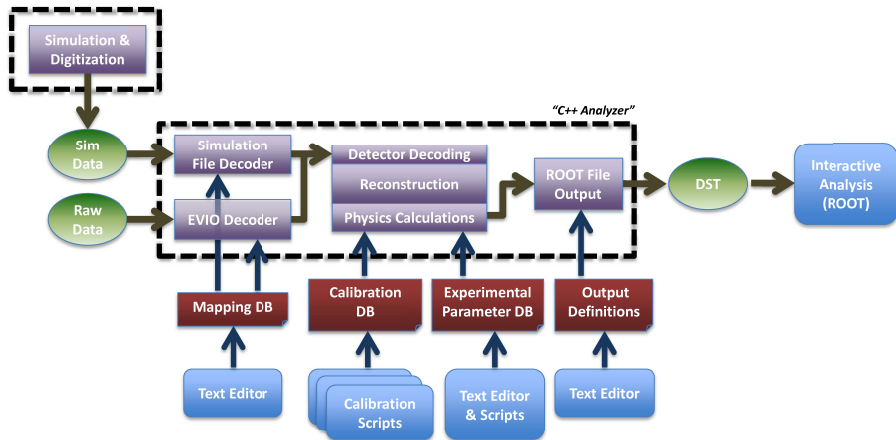 Simulation &
Digitization
"C++ Analyzer"
Sim
Data
Simulation
File Decoder
Detector Decoding
Reconstruction
Physics Calculations
ROOT File
Output
DST
Interactive
Analysis
(ROOT)
Raw
Data
EVIO Decoder
Mapping DB
Calibration
DB
Experimental
Parameter DB
Output
Definitions
Text Editor
Calibration
Scripts
Text Editor
& Scripts
Text Editor